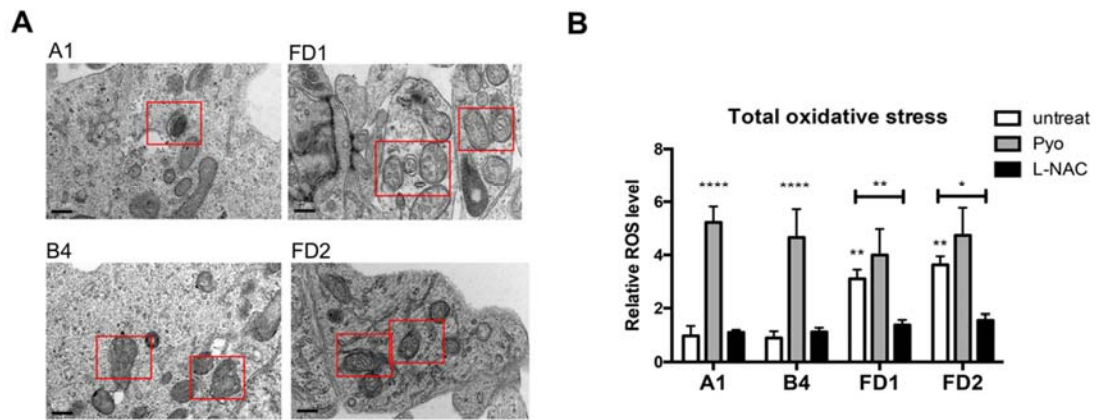 A
A1
FD1
B4
FD2
B
Total oxidative stress
untreat
Pyo
L-NAC
Relative ROS level
8
6
4
2
0
****
****
**
**
**
*
A1
B4
FD1
FD2